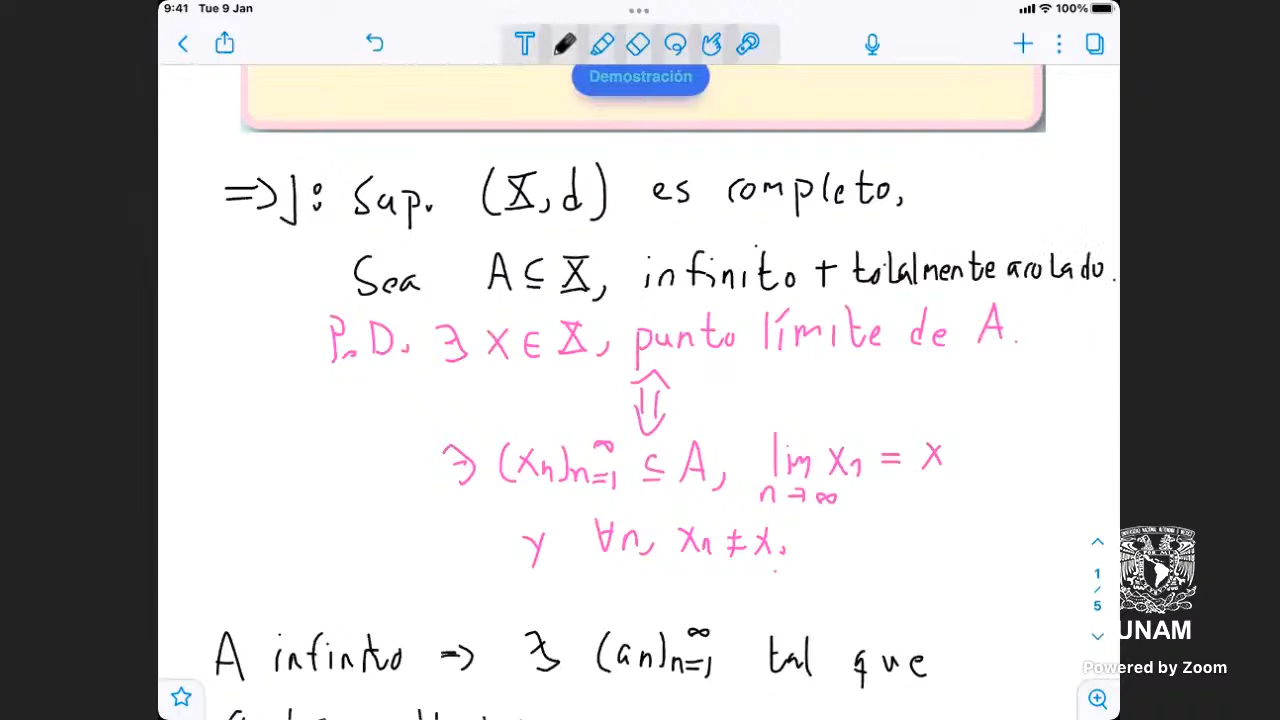 9:41 Tue 9 Jan
100%
Demostración
⇒]: Sup. (X, d) es completo,
Sea A ⊆ X, infinito + totalmente acotado.
P.D. ∃ x ∈ X, punto límite de A.
⇕
∃ (xn)n=1^∞ ⊆ A, lim n→∞ xn = x
y ∀n, xn ≠ x.
1
/
5
UNAM
Powered by Zoom
A infinito ⇒ ∃ (an)n=1^∞ tal que